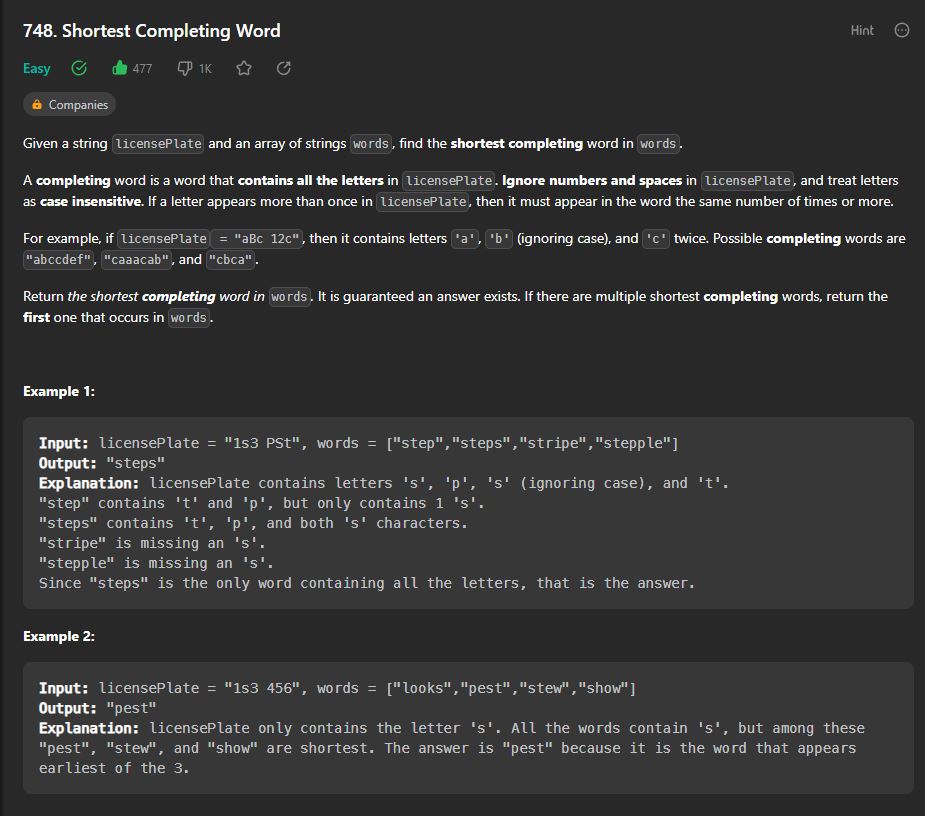 748. Shortest Completing Word
Hint
Easy
477
1K
Companies
Given a string licensePlate and an array of strings words, find the shortest completing word in words.
A completing word is a word that contains all the letters in licensePlate. Ignore numbers and spaces in licensePlate, and treat letters
as case insensitive. If a letter appears more than once in licensePlate, then it must appear in the word the same number of times or more.
For example, if licensePlate = "aBc 12c", then it contains letters 'a', 'b' (ignoring case), and 'c' twice. Possible completing words are
"abccdef", "caaacab", and "cbca".
Return the shortest completing word in words. It is guaranteed an answer exists. If there are multiple shortest completing words, return the
first one that occurs in words.
Example 1:
Input: licensePlate = "1s3 PSt", words = ["step","steps","stripe","stepple"]
Output: "steps"
Explanation: licensePlate contains letters 's', 'p', 's' (ignoring case), and 't'.
"step" contains 't' and 'p', but only contains 1 's'.
"steps" contains 't', 'p', and both 's' characters.
"stripe" is missing an 's'.
"stepple" is missing an 's'.
Since "steps" is the only word containing all the letters, that is the answer.
Example 2:
Input: licensePlate = "1s3 456", words = ["looks","pest","stew","show"]
Output: "pest"
Explanation: licensePlate only contains the letter 's'. All the words contain 's', but among these
"pest", "stew", and "show" are shortest. The answer is "pest" because it is the word that appears
earliest of the 3.